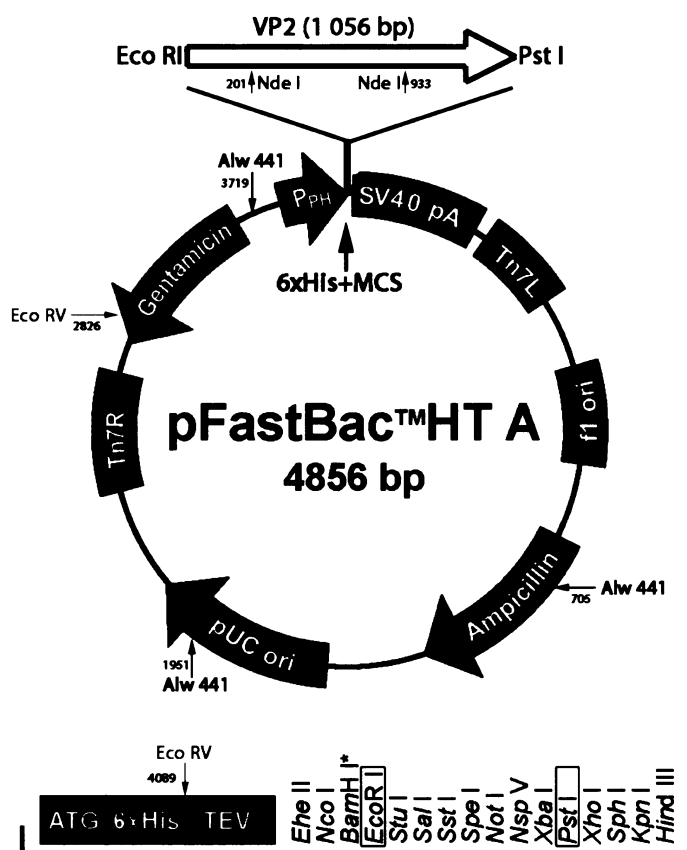 VP2 (1 056 bp)
Eco RI
Pst I
201 Nde I
Nde I 933
Alw 441
3719
PPH
SV40 pA
Gentamicin
Tn7L
6xHis+MCS
Eco RV 2826
Tn7R
f1 ori
pFastBac™HT A
4856 bp
Ampicillin
705 Alw 441
pUC ori
1951
Alw 441
Eco RV
4089
ATG 6xHis TEV
Ehe II
Nco I
BamH I*
EcoR I
Stu I
Sal I
Sst I
Spe I
Not I
Nsp V
Xba I
Pst I
Xho I
Sph I
Kpn I
Hind III